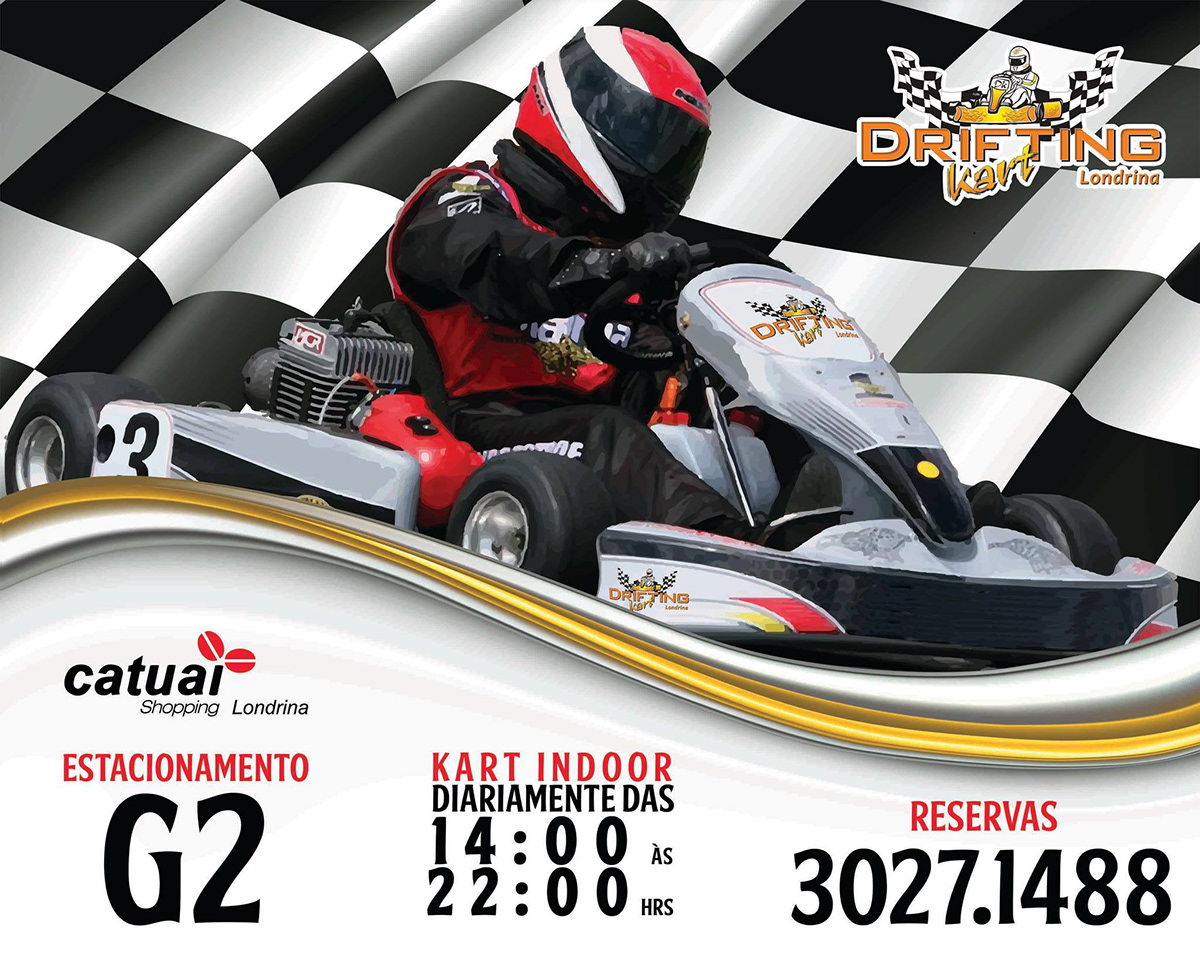 DRIFTING
Kart
Londrina
DRIFTING
Kart
Londrina
3
DRIFTING
Kart
Londrina
catuaí
Shopping Londrina
ESTACIONAMENTO
G2
KART INDOOR
DIARIAMENTE DAS
14:00 ÀS
22:00 HRS
RESERVAS
3027.1488